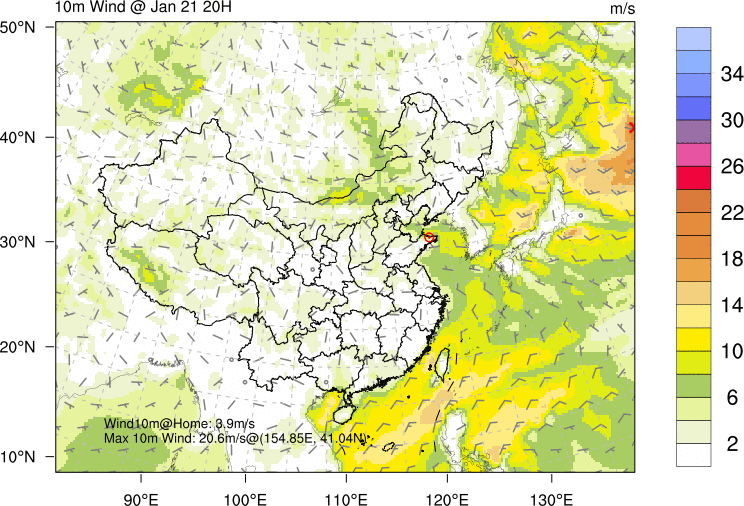 10m Wind @ Jan 21 20H
m/s
50°N
40°N
30°N
20°N
10°N
90°E
100°E
110°E
120°E
130°E
Wind10m@Home: 3.9m/s
Max 10m Wind: 20.6m/s@(154.85E, 41.04N)
34
30
26
22
18
14
10
6
2